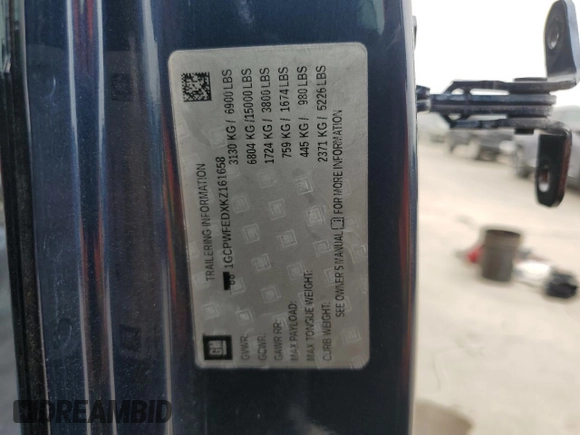 TRAILERING INFORMATION
1GCPWFEDXKZ161658
GVWR: 3130 KG / 6900 LBS
GCWR: 6804 KG /15000 LBS
GAWR RR: 1724 KG / 3800 LBS
MAX PAYLOAD: 759 KG / 1674 LBS
MAX TONGUE WEIGHT: 445 KG / 980 LBS
CURB WEIGHT: 2371 KG / 5226 LBS
SEE OWNER'S MANUAL FOR MORE INFORMATION
GM
DREAMBID